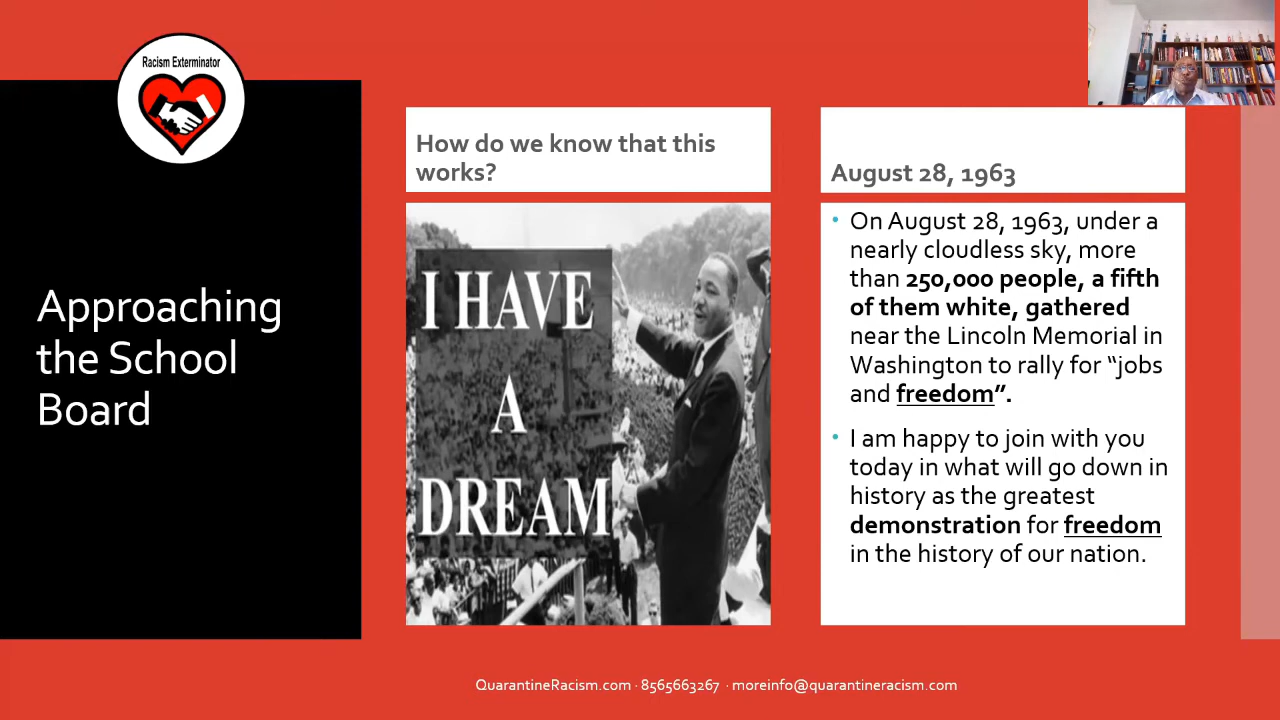 Racism Exterminator
Approaching
the School
Board
How do we know that this
works?
I HAVE
A
DREAM
August 28, 1963
• On August 28, 1963, under a
nearly cloudless sky, more
than 250,000 people, a fifth
of them white, gathered
near the Lincoln Memorial in
Washington to rally for “jobs
and freedom”.
• I am happy to join with you
today in what will go down in
history as the greatest
demonstration for freedom
in the history of our nation.
QuarantineRacism.com · 8565663267 · moreinfo@quarantineracism.com